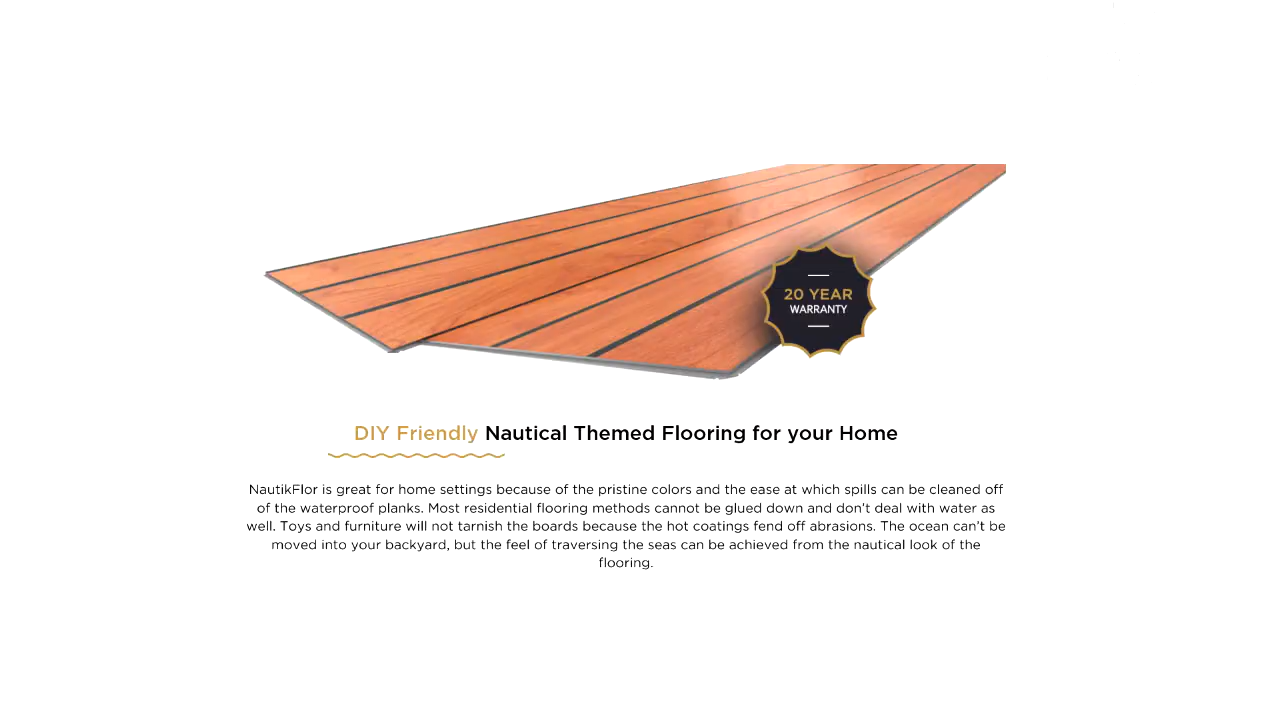 20 YEAR
WARRANTY
DIY Friendly Nautical Themed Flooring for your Home
NautikFlor is great for home settings because of the pristine colors and the ease at which spills can be cleaned off
of the waterproof planks. Most residential flooring methods cannot be glued down and don't deal with water as
well. Toys and furniture will not tarnish the boards because the hot coatings fend off abrasions. The ocean can't be
moved into your backyard, but the feel of traversing the seas can be achieved from the nautical look of the
flooring.